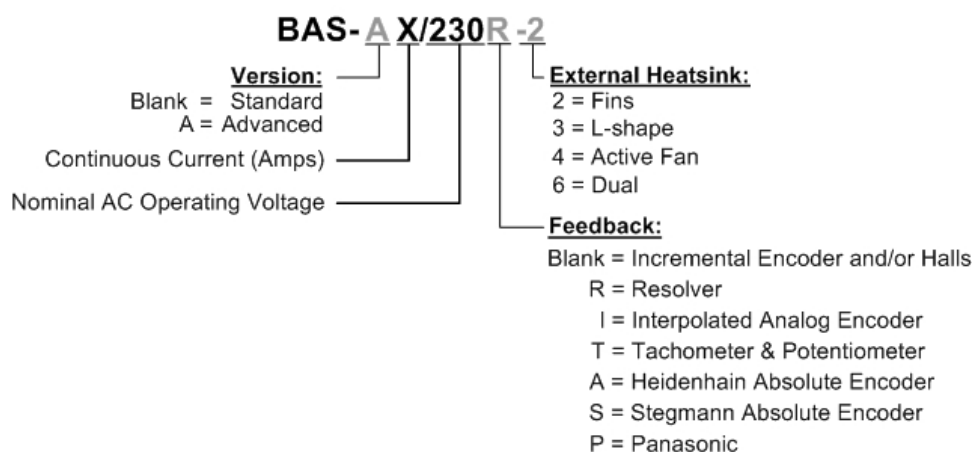 BAS- A X/230R -2
Version:
Blank = Standard
A = Advanced
Continuous Current (Amps)
Nominal AC Operating Voltage
External Heatsink:
2 = Fins
3 = L-shape
4 = Active Fan
6 = Dual
Feedback:
Blank = Incremental Encoder and/or Halls
R = Resolver
I = Interpolated Analog Encoder
T = Tachometer & Potentiometer
A = Heidenhain Absolute Encoder
S = Stegmann Absolute Encoder
P = Panasonic